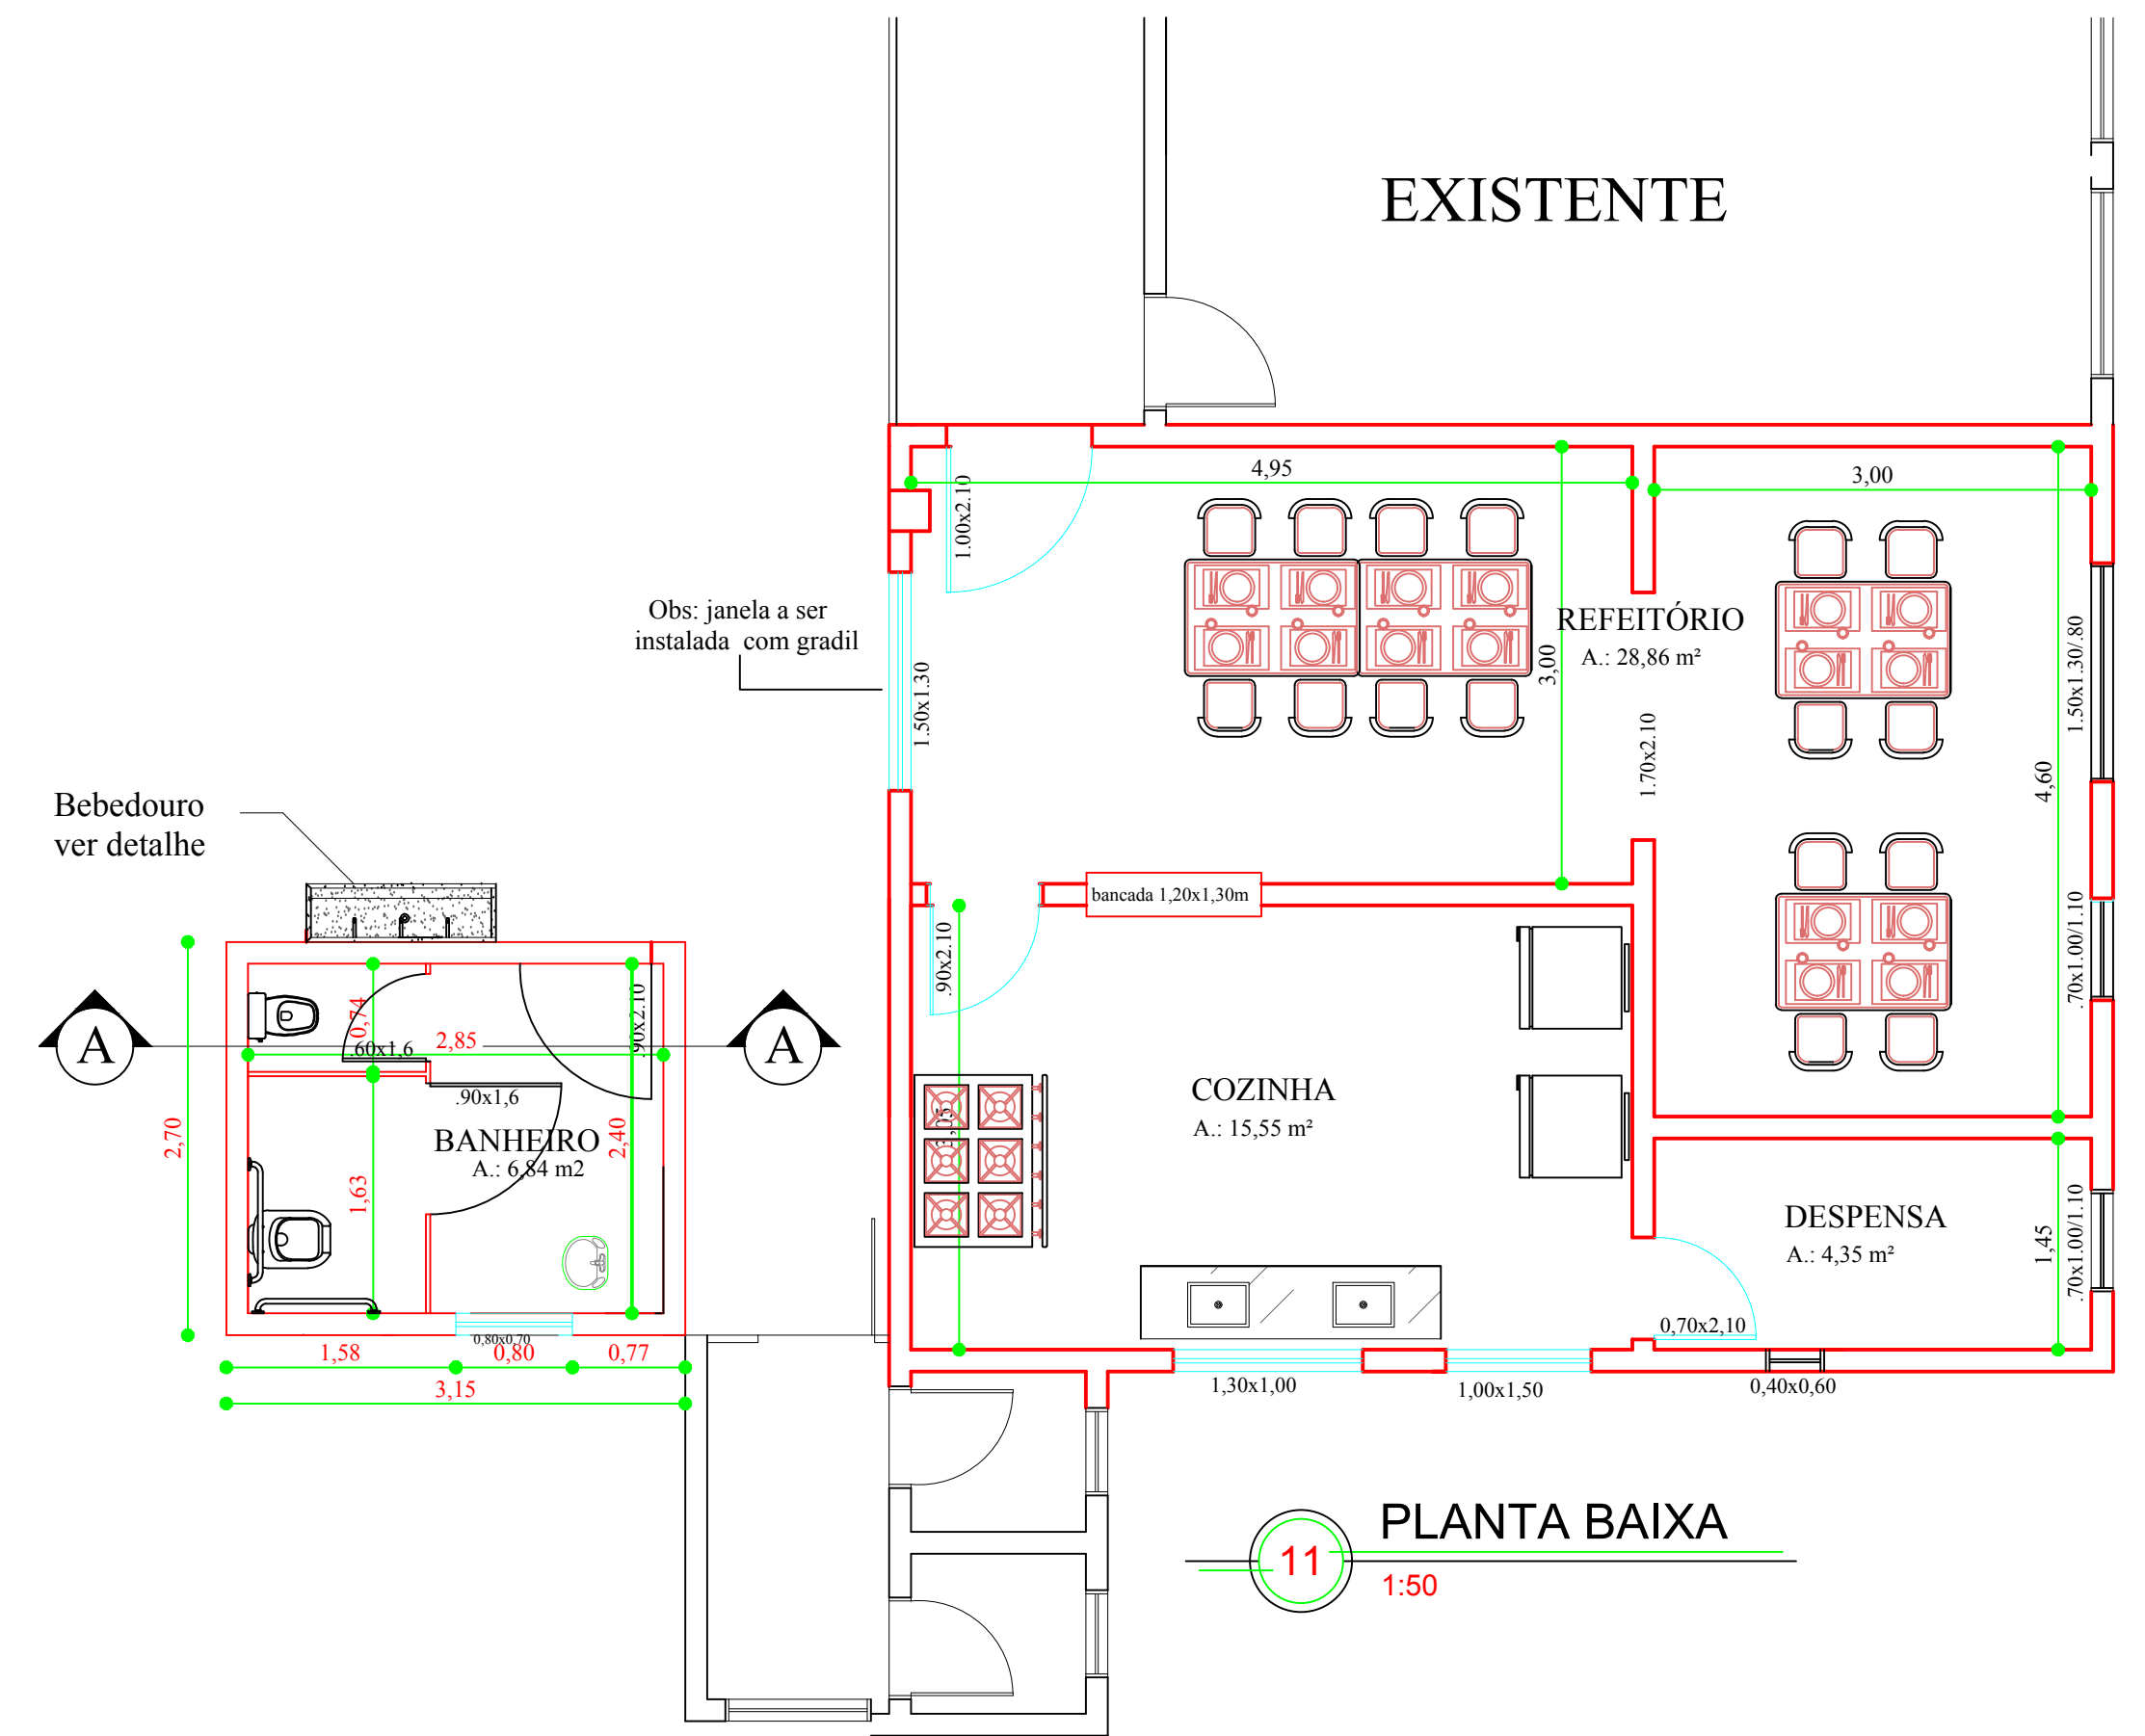 EXISTENTE
4,95
3,00
1.00x2.10
Obs: janela a ser
instalada  com gradil
1.50x1.30
REFEITÓRIO
A.: 28,86 m²
3,00
1.70x2.10
1.50x1.30/.80
4,60
Bebedouro
ver detalhe
bancada 1,20x1,30m
.90x2.10
.70x1.00/1.10
A
0,74
.60x1,6
2,85
.90x2.10
A
.90x1,6
COZINHA
A.: 15,55 m²
3,05
2,70
BANHEIRO
A.: 6,84 m2
2,40
1,63
DESPENSA
A.: 4,35 m²
1,45
.70x1.00/1.10
0,70x2,10
0,80x0,70
1,58
0,80
0,77
3,15
1,30x1,00
1,00x1,50
0,40x0,60
11
PLANTA BAIXA
1:50